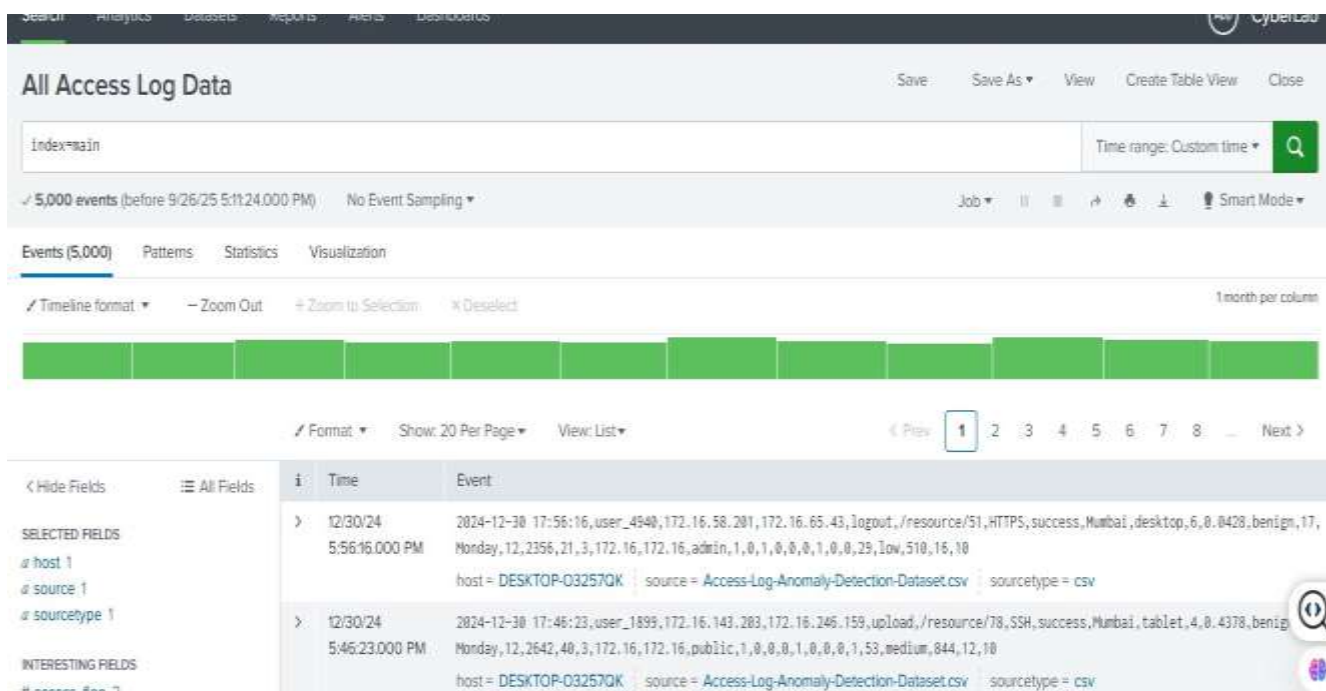 Search Analytics Datasets Reports Alerts Dashboards CyberLab
All Access Log Data
Save Save As ▾ View Create Table View Close
index=main
Time range: Custom time ▾
✓ 5,000 events (before 9/26/25 5:11:24.000 PM) No Event Sampling ▾
Job ▾ Smart Mode ▾
Events (5,000) Patterns Statistics Visualization
Timeline format ▾ – Zoom Out + Zoom to Selection × Deselect
1 month per column
Format ▾ Show: 20 Per Page ▾ View: List ▾
< Prev 1 2 3 4 5 6 7 8 ... Next >
< Hide Fields All Fields
i Time Event
SELECTED FIELDS
a host 1
a source 1
a sourcetype 1
INTERESTING FIELDS
> 12/30/24
5:56:16.000 PM
2024-12-30 17:56:16,user_4940,172.16.58.201,172.16.65.43,logout,/resource/51,HTTPS,success,Mumbai,desktop,6,0.0428,benign,17,
Monday,12,2356,21,3,172.16,172.16,admin,1,0,1,0,0,0,1,0,0,29,low,510,16,10
host = DESKTOP-O3257QK source = Access-Log-Anomaly-Detection-Dataset.csv sourcetype = csv
> 12/30/24
5:46:23.000 PM
2024-12-30 17:46:23,user_1899,172.16.143.203,172.16.246.159,upload,/resource/78,SSH,success,Mumbai,tablet,4,0.4378,benig
Monday,12,2642,40,3,172.16,172.16,public,1,0,0,0,1,0,0,0,1,53,medium,844,12,10
host = DESKTOP-O3257QK source = Access-Log-Anomaly-Detection-Dataset.csv sourcetype = csv